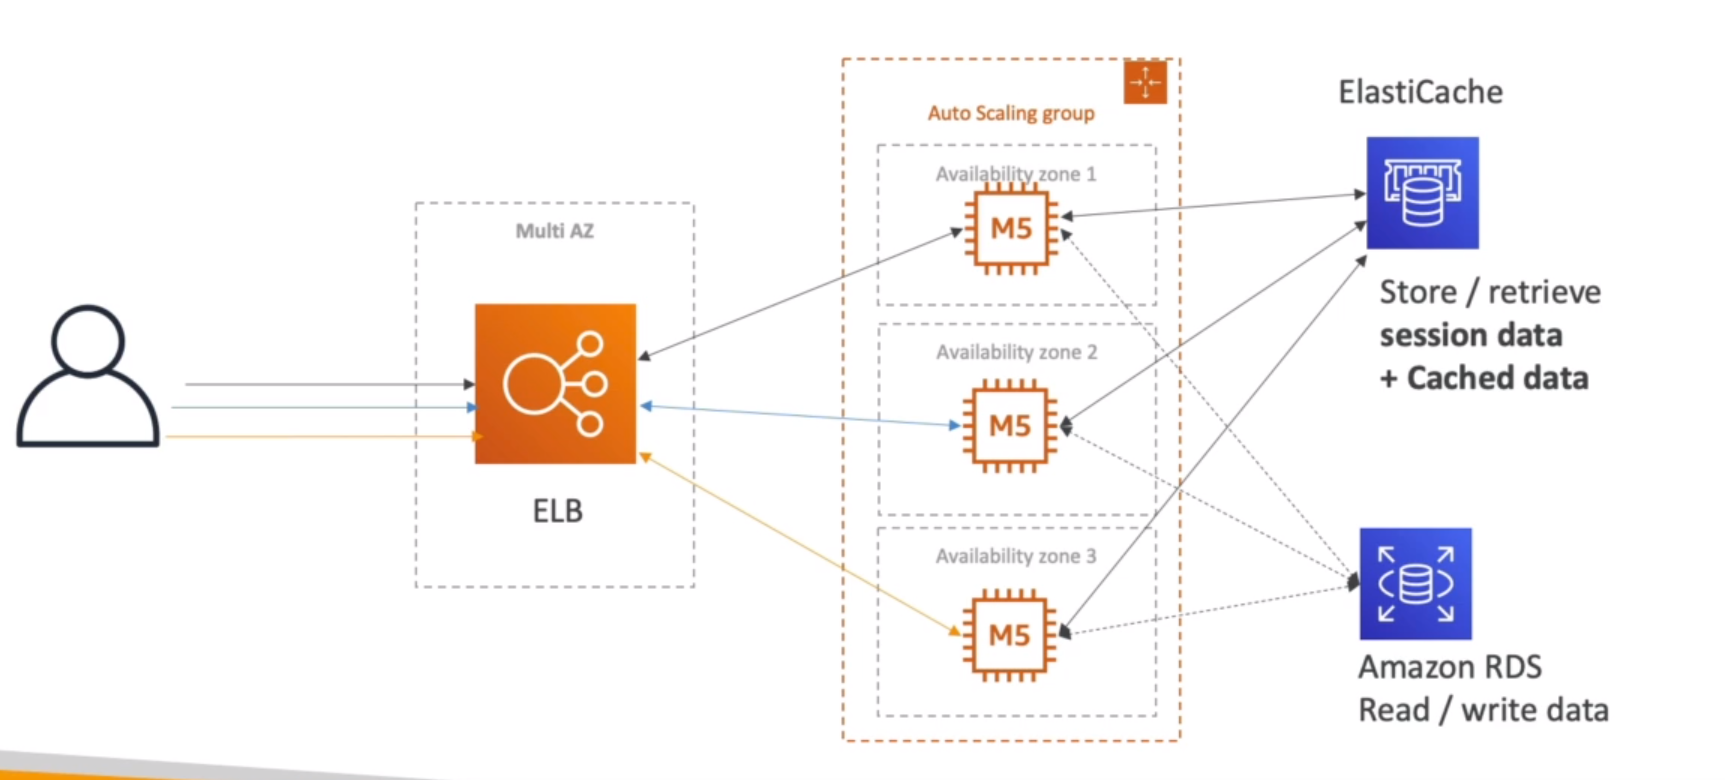 ElastiCache
Auto Scaling group
Availability zone 1
M5
Multi AZ
Store / retrieve
session data
+ Cached data
Availability zone 2
M5
ELB
Availability zone 3
M5
Amazon RDS
Read / write data